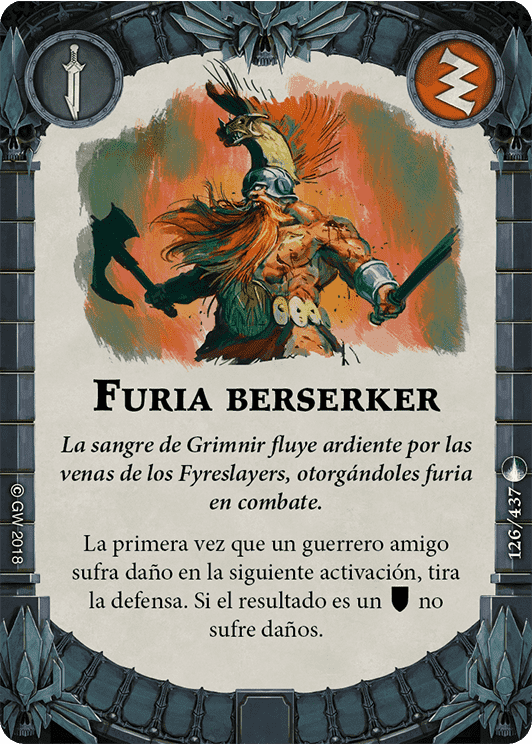 FURIA BERSERKER
La sangre de Grimnir fluye ardiente por las
venas de los Fyreslayers, otorgándoles furia
en combate.
La primera vez que un guerrero amigo
sufra daño en la siguiente activación, tira
la defensa. Si el resultado es un no
sufre daños.
© GW 2018
126/437